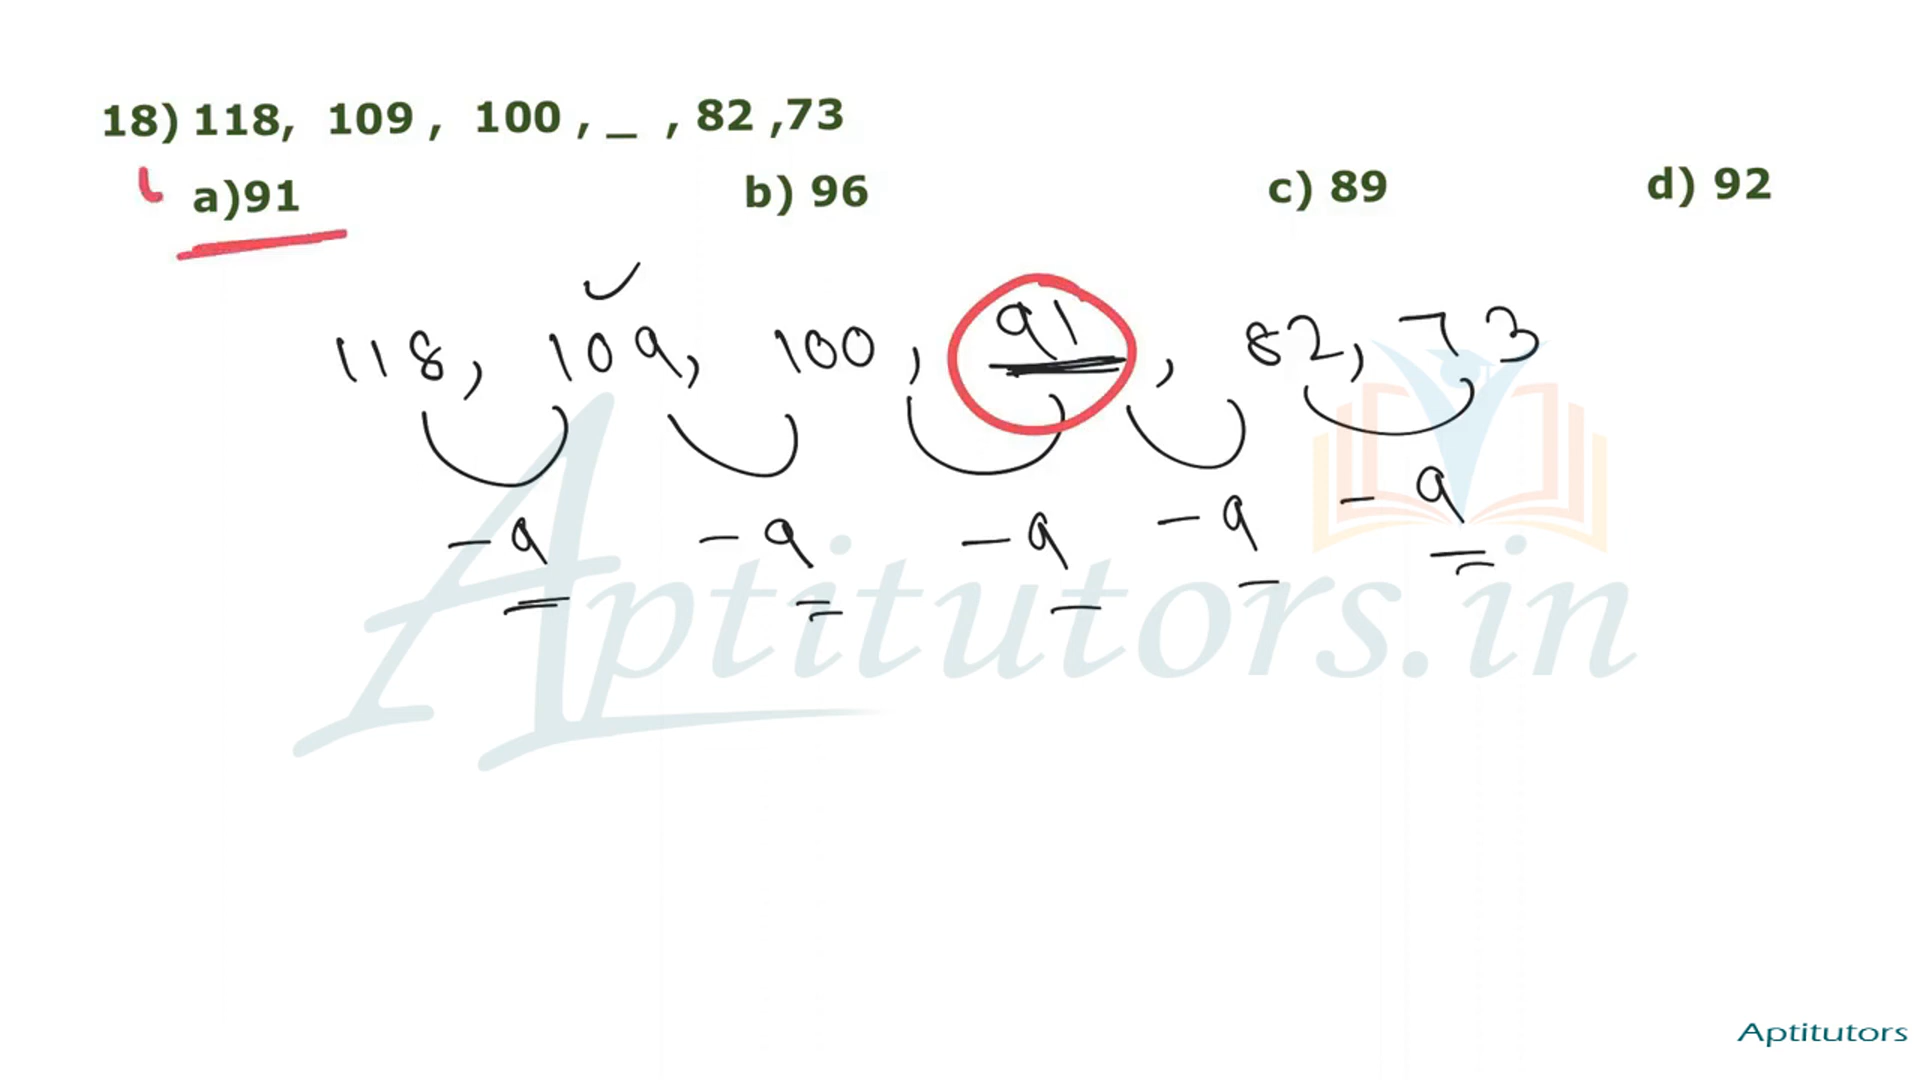 18) 118, 109 , 100 , _ , 82 ,73
a)91 b) 96 c) 89 d) 92
118, 109, 100, 91, 82, 73
-9 -9 -9 -9 -9
Aptitutors.in
Aptitutors